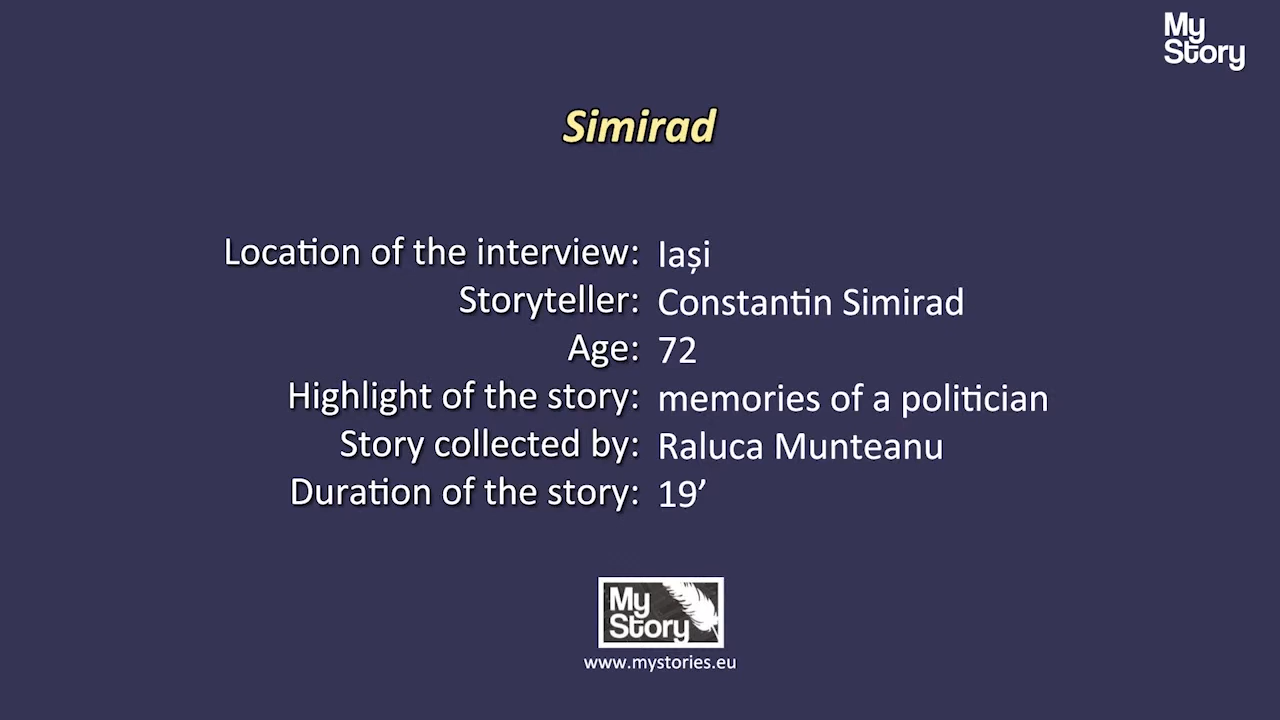 My
Story
Simirad
Location of the interview: Iași
Storyteller: Constantin Simirad
Age: 72
Highlight of the story: memories of a politician
Story collected by: Raluca Munteanu
Duration of the story: 19’
My
Story
www.mystories.eu